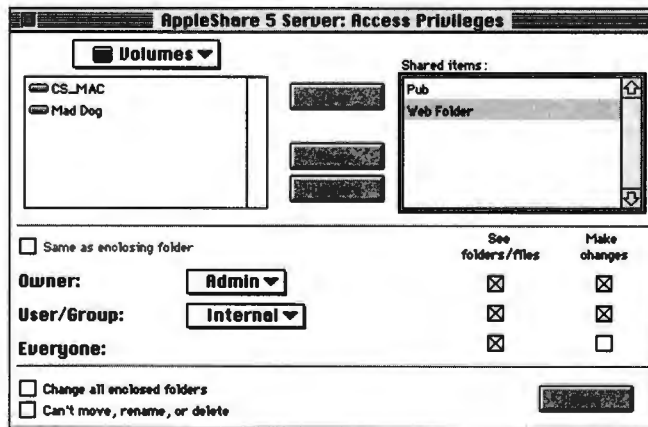 AppleShare 5 Server: Access Privileges
Volumes
CS_MAC
Mad Dog
Shared items:
Pub
Web Folder
Same as enclosing folder
See
folders/files
Make
changes
Owner:
Admin
User/Group:
Internal
Everyone:
Change all enclosed folders
Can't move, rename, or delete